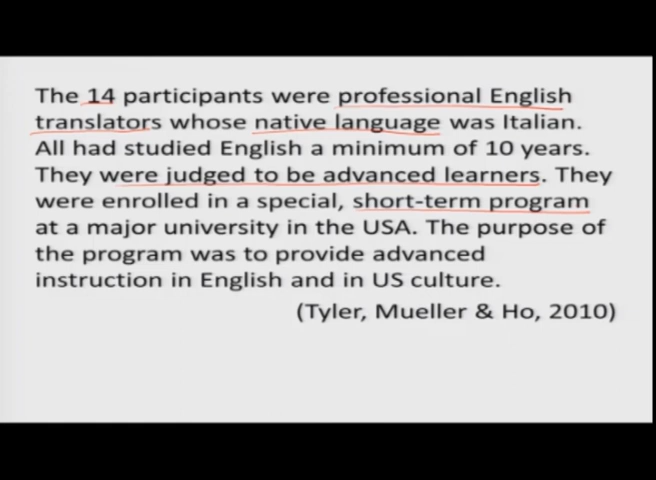 The 14 participants were professional English
translators whose native language was Italian.
All had studied English a minimum of 10 years.
They were judged to be advanced learners. They
were enrolled in a special, short-term program
at a major university in the USA. The purpose of
the program was to provide advanced
instruction in English and in US culture.
(Tyler, Mueller & Ho, 2010)